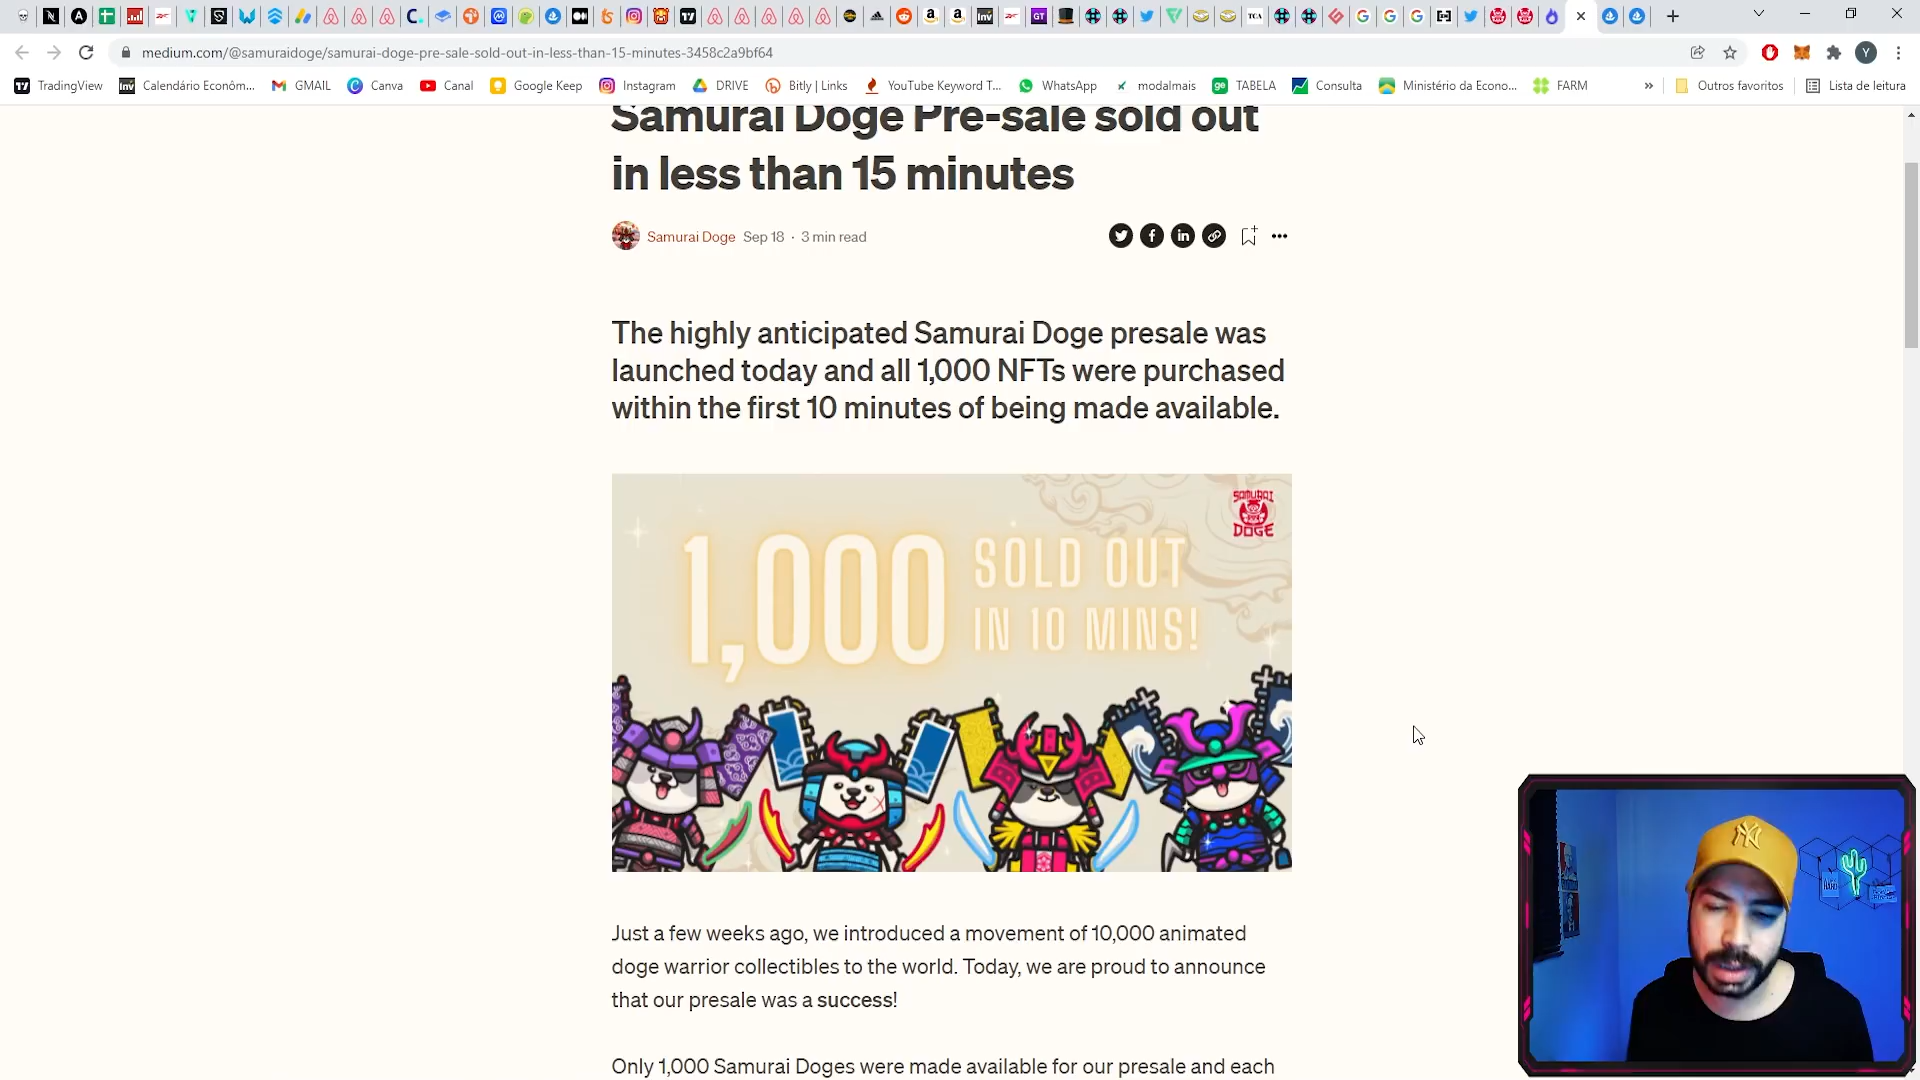 medium.com/@samuraidoge/samurai-doge-pre-sale-sold-out-in-less-than-15-minutes-3458c2a9bf64
TradingView Calendário Econôm... GMAIL Canva Canal Google Keep Instagram DRIVE Bitly | Links YouTube Keyword T... WhatsApp modalmais TABELA Consulta Ministério da Econo... FARM » Outros favoritos Lista de leitura
Samurai Doge Pre-sale sold out
in less than 15 minutes
Samurai Doge Sep 18 · 3 min read
The highly anticipated Samurai Doge presale was
launched today and all 1,000 NFTs were purchased
within the first 10 minutes of being made available.
SAMURAI
DOGE
1,000 SOLD OUT
IN 10 MINS!
Just a few weeks ago, we introduced a movement of 10,000 animated
doge warrior collectibles to the world. Today, we are proud to announce
that our presale was a success!
Only 1,000 Samurai Doges were made available for our presale and each